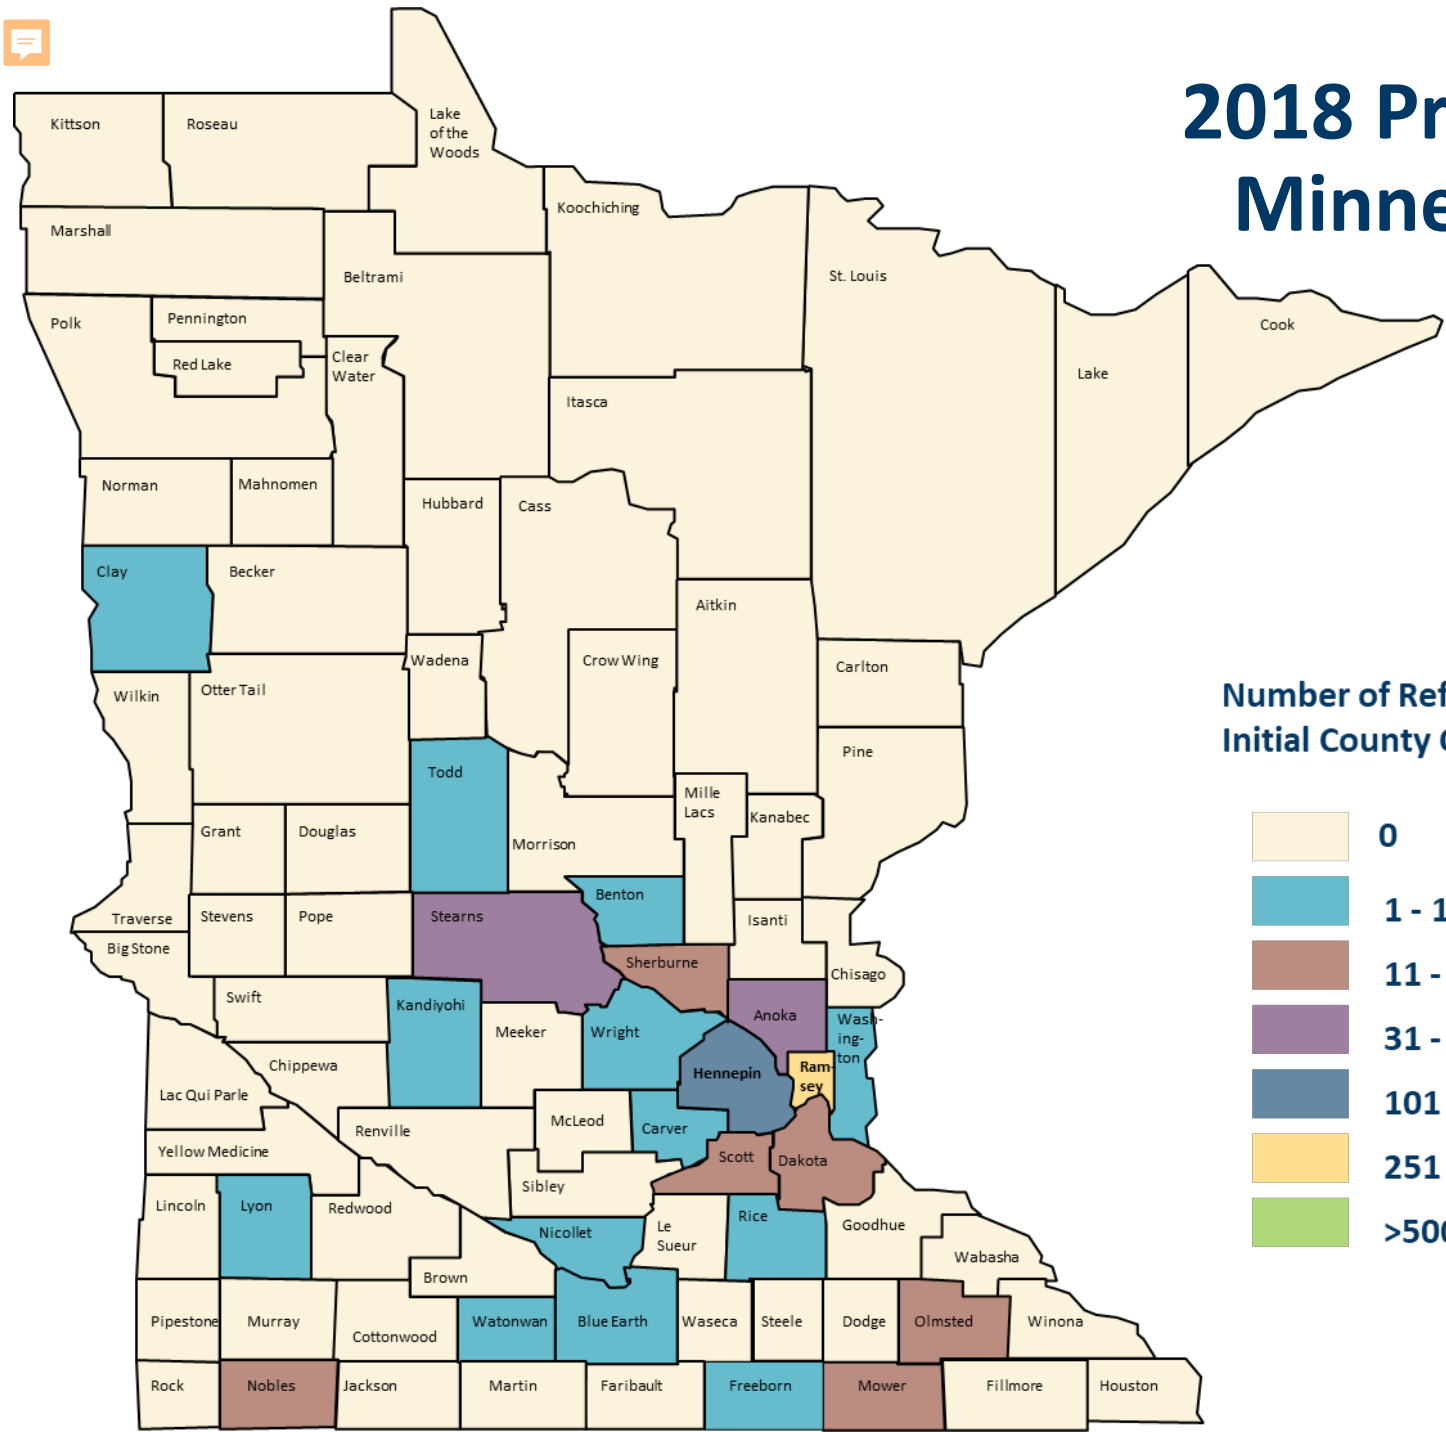 2018 Pr
Minne
Kittson
Roseau
Lake
of the
Woods
Koochiching
Marshall
Beltrami
St. Louis
Polk
Pennington
Cook
Red Lake
Clear
Water
Lake
Itasca
Norman
Mahnomen
Hubbard
Cass
Clay
Becker
Aitkin
Wadena
Crow Wing
Carlton
Wilkin
Otter Tail
Number of Ref
Initial County
Pine
Todd
Mille
Lacs
Kanabec
Grant
Douglas
Morrison
0
Benton
Traverse
Stevens
Pope
Stearns
Isanti
1 - 1
Big Stone
Sherburne
Chisago
11 -
Swift
Kandiyohi
Meeker
Wright
Anoka
Wash-
ing-
ton
31 -
Chippewa
Hennepin
Ram-
sey
Lac Qui Parle
101
Renville
McLeod
Carver
Yellow Medicine
Scott
Dakota
251
Sibley
Lincoln
Lyon
Redwood
Nicollet
Le
Sueur
Rice
Goodhue
>500
Wabasha
Brown
Pipestone
Murray
Cottonwood
Watonwan
Blue Earth
Waseca
Steele
Dodge
Olmsted
Winona
Rock
Nobles
Jackson
Martin
Faribault
Freeborn
Mower
Fillmore
Houston